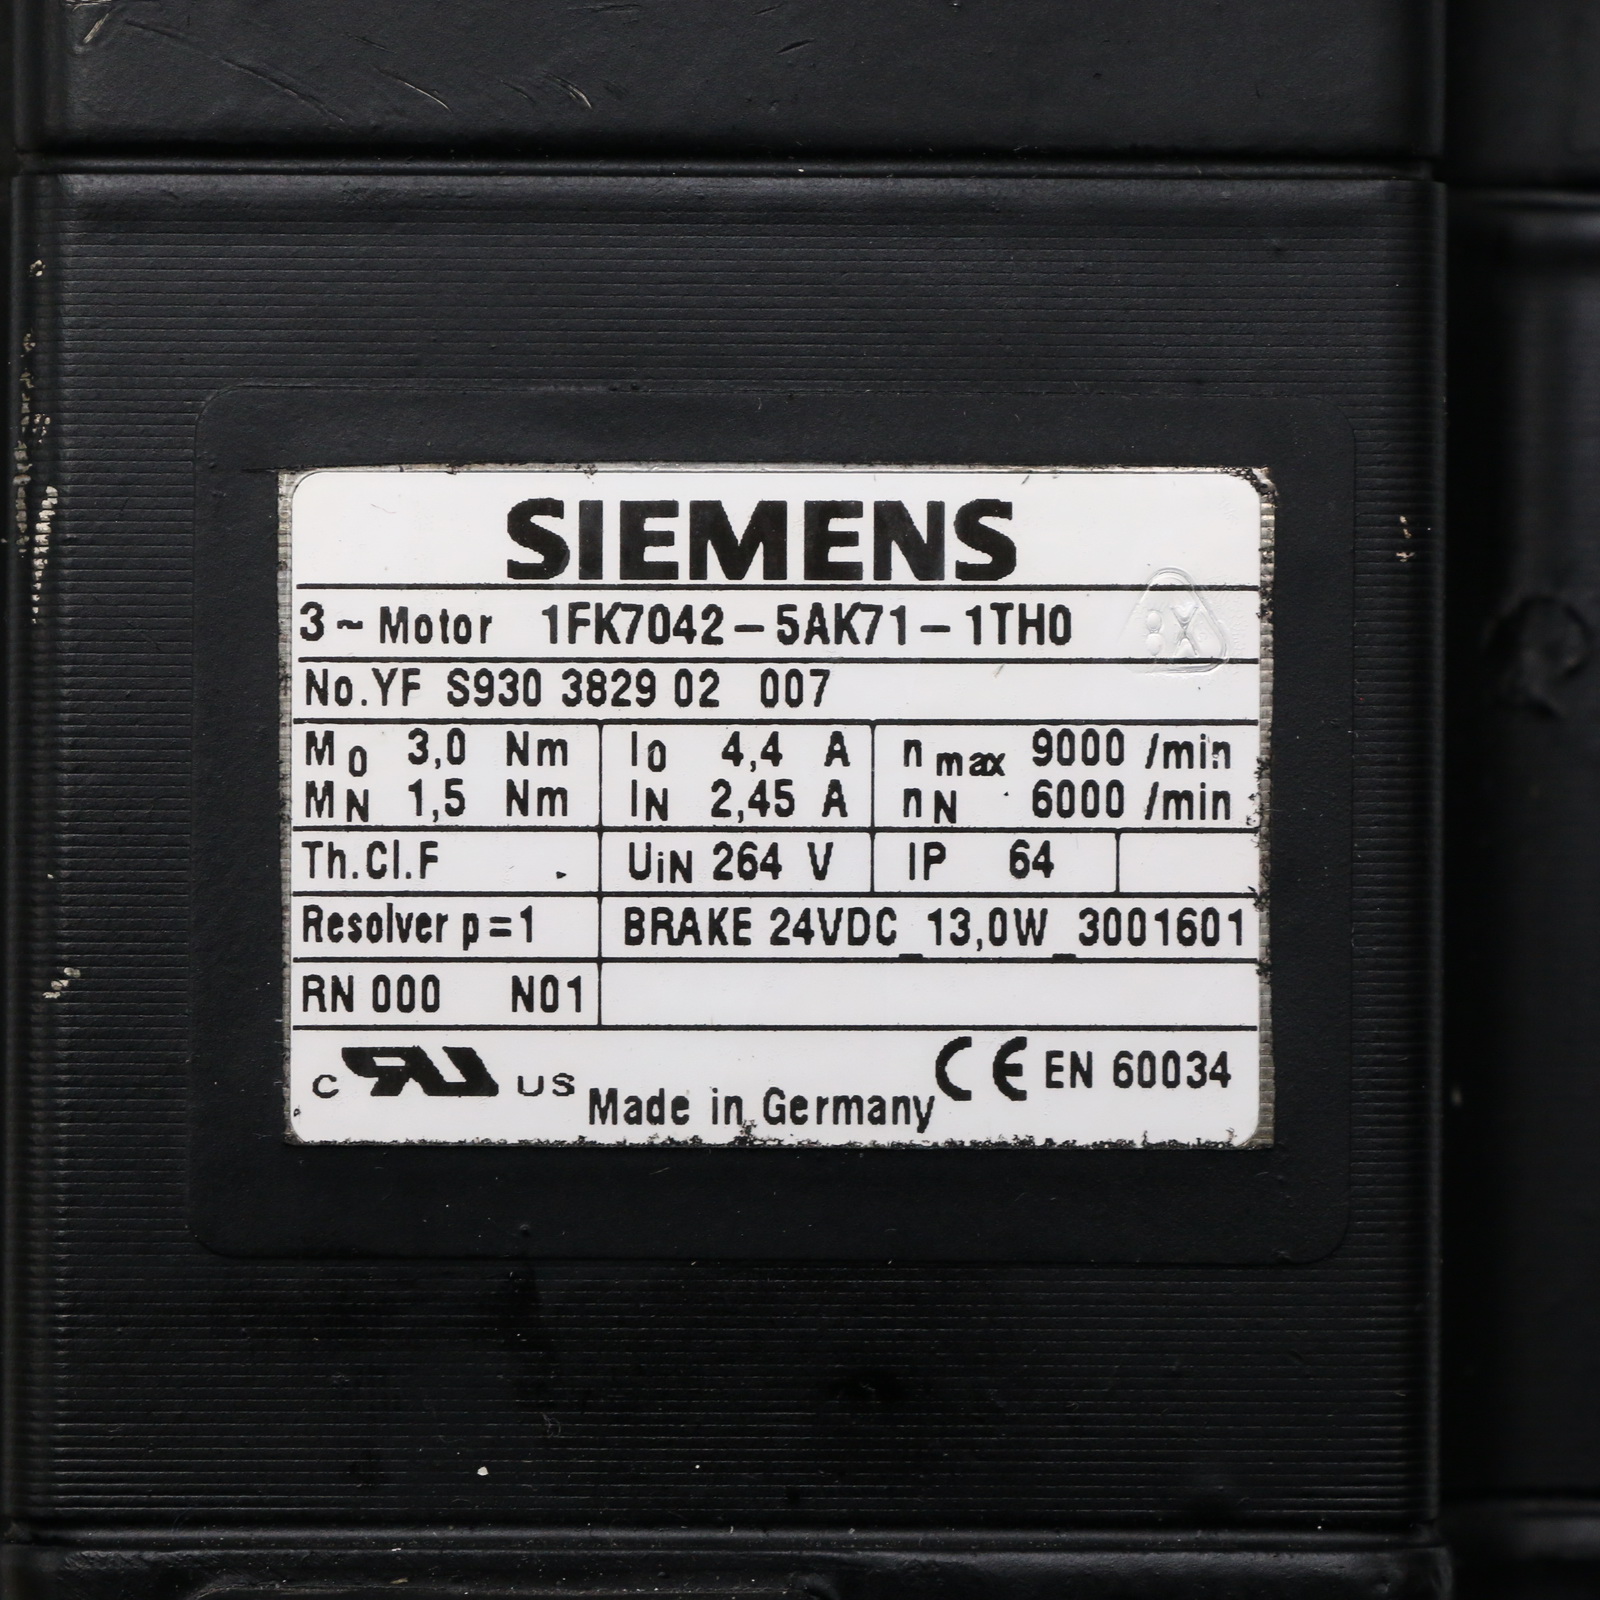 SIEMENS
3 ~ Motor 1FK7042 – 5AK71 – 1TH0
No.YF S930 3829 02 007
M0 3,0 Nm I0 4,4 A nmax 9000 /min
MN 1,5 Nm IN 2,45 A nN 6000 /min
Th.Cl.F UiN 264 V IP 64
Resolver p=1 BRAKE 24VDC_13,0W_3001601
RN 000 N01
C RU US CE EN 60034
Made in Germany